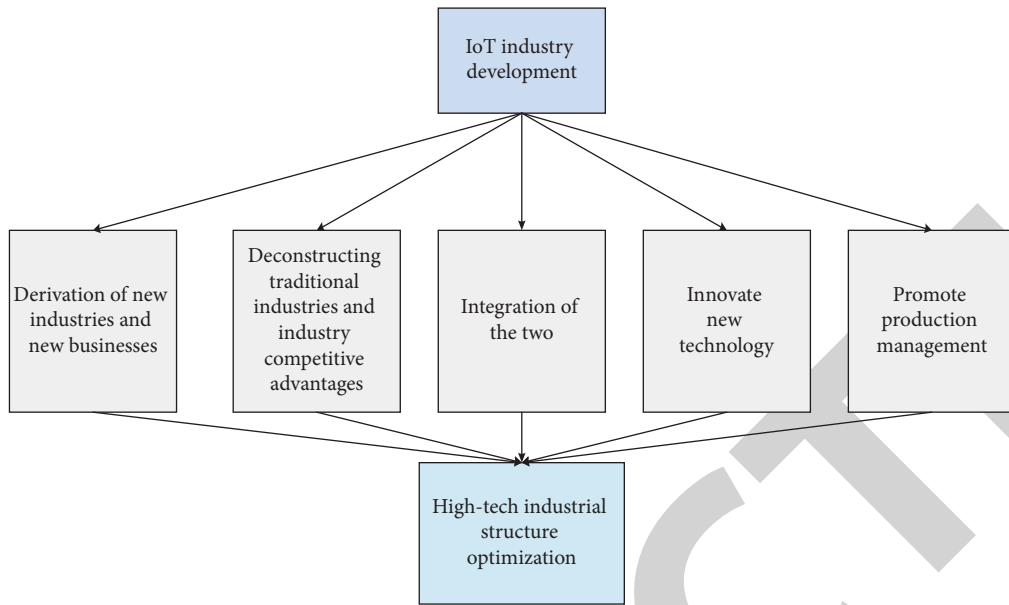 IoT industry
development
Derivation of new
industries and
new businesses
Deconstructing
traditional
industries and
industry
competitive
advantages
Integration of
the two
Innovate
new
technology
Promote
production
management
High-tech industrial
structure
optimization